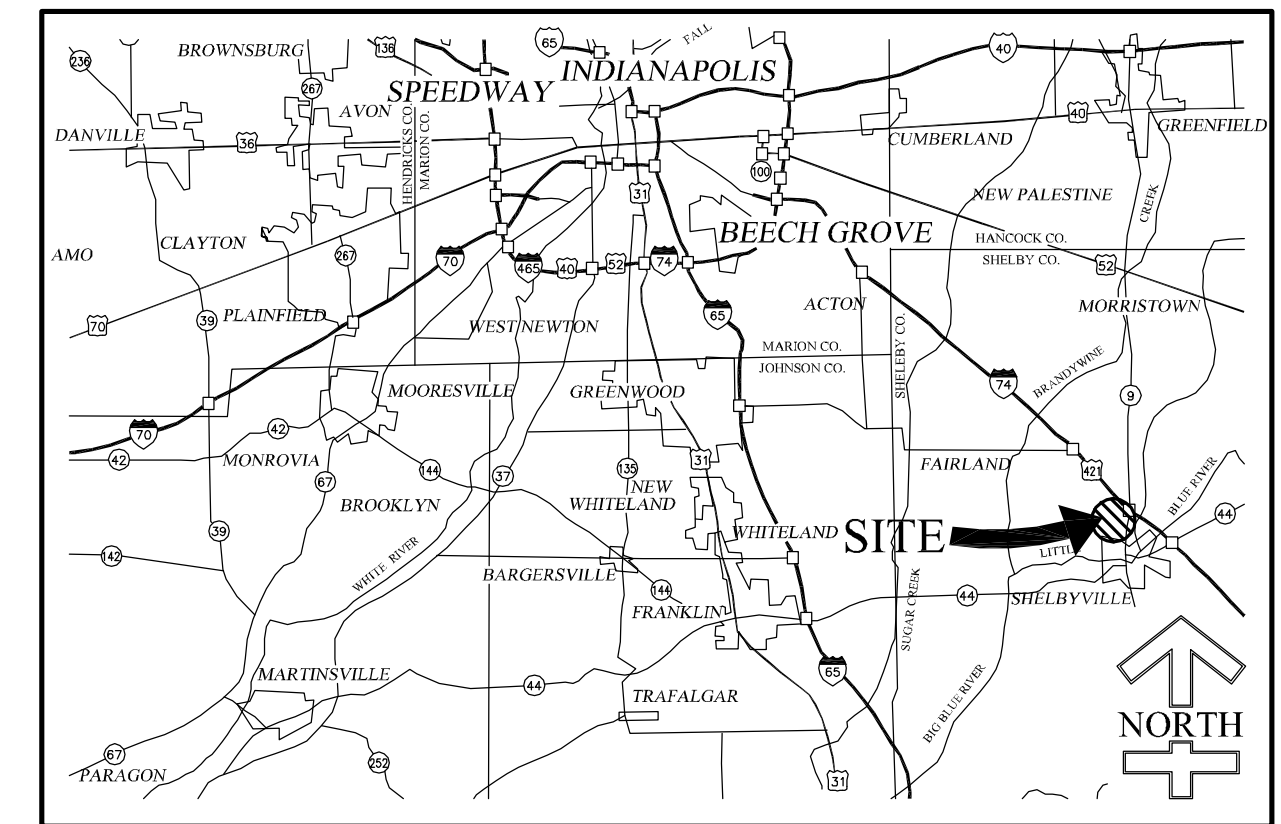 65
FALL
40
236
BROWNSBURG
136
INDIANAPOLIS
267
SPEEDWAY
AVON
40
DANVILLE
36
HENDRICKS CO.
MARION CO.
CUMBERLAND
GREENFIELD
100
31
NEW PALESTINE
CREEK
BEECH GROVE
CLAYTON
HANCOCK CO.
AMO
267
70
465
40
52
74
SHELBY CO.
52
ACTON
MORRISTOWN
70
39
PLAINFIELD
WEST NEWTON
65
SHELEBY CO.
MARION CO.
JOHNSON CO.
BRANDYWINE
74
MOORESVILLE
GREENWOOD
9
70
42
42
MONROVIA
144
37
135
31
FAIRLAND
421
67
BROOKLYN
NEW
WHITELAND
BLUE RIVER
44
39
WHITELAND
SITE
142
WHITE RIVER
LITTL
BARGERSVILLE
144
FRANKLIN
SUGAR CREEK
44
SHELBYVILLE
MARTINSVILLE
44
65
TRAFALGAR
BIG BLUE RIVER
NORTH
67
PARAGON
252
31